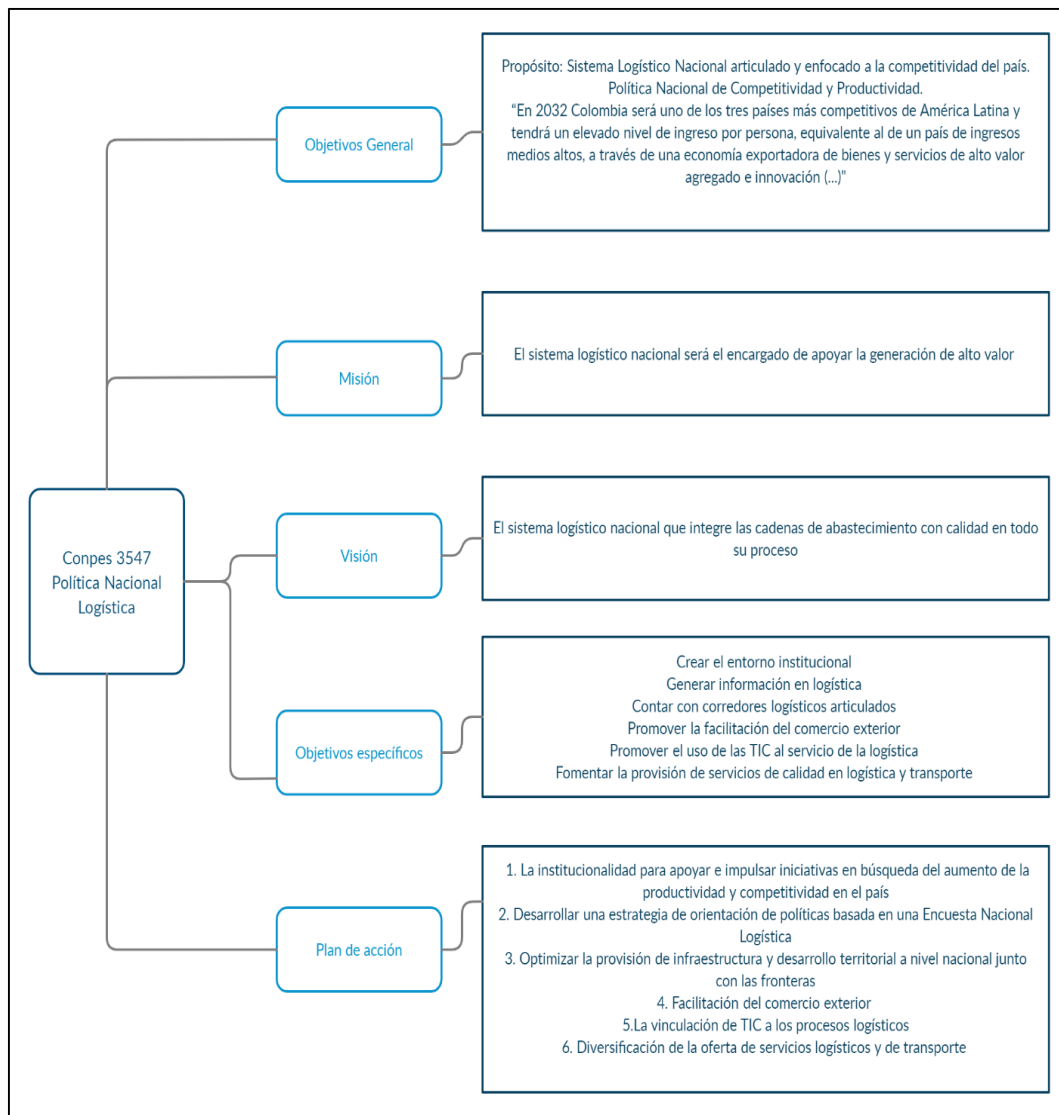 Propósito: Sistema Logístico Nacional articulado y enfocado a la competitividad del país.
Política Nacional de Competitividad y Productividad.
“En 2032 Colombia será uno de los tres países más competitivos de América Latina y
tendrá un elevado nivel de ingreso por persona, equivalente al de un país de ingresos
medios altos, a través de una economía exportadora de bienes y servicios de alto valor
agregado e innovación (...)"
Objetivos General
El sistema logístico nacional será el encargado de apoyar la generación de alto valor
Misión
Conpes 3547
Política Nacional
Logística
El sistema logístico nacional que integre las cadenas de abastecimiento con calidad en todo
su proceso
Visión
Crear el entorno institucional
Generar información en logística
Contar con corredores logísticos articulados
Promover la facilitación del comercio exterior
Promover el uso de las TIC al servicio de la logística
Fomentar la provisión de servicios de calidad en logística y transporte
Objetivos específicos
1. La institucionalidad para apoyar e impulsar iniciativas en búsqueda del aumento de la
productividad y competitividad en el país
2. Desarrollar una estrategia de orientación de políticas basada en una Encuesta Nacional
Logística
3. Optimizar la provisión de infraestructura y desarrollo territorial a nivel nacional junto
con las fronteras
4. Facilitación del comercio exterior
5.La vinculación de TIC a los procesos logísticos
6. Diversificación de la oferta de servicios logísticos y de transporte
Plan de acción